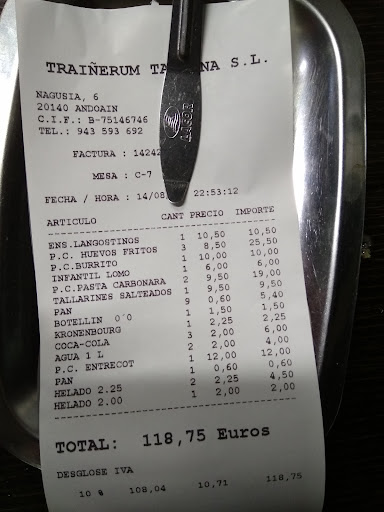 TRAIÑERUM S.L.
NAGUSIA, 6
20140 ANDOAIN
C.I.F.: B-75146746
TEL.: 943 593 692
FACTURA : 14242
MESA : C-7
FECHA / HORA : 14/08 22:53:12
ARTICULO CANT PRECIO IMPORTE
ENS.LANGOSTINGS 1 10,50 10,50
P.C. HUEVOS FRITOS 3 8,50 25,50
P.C.BURRITO 1 10,00 10,00
INFANTIL LOMO 1 6,00 6,00
P.C.PASTA CARBONARA 2 9,50 19,00
TALLARINES SALTEADOS 1 9,50 9,50
PAN 9 0,60 5,40
BOTELLIN 0'0 1 1,50 1,50
KRONENBOURG 1 2,25 2,25
COCA-COLA 3 2,00 6,00
AGUA 1 L 2 2,00 4,00
P.C. ENTRECOT 1 12,00 12,00
PAN 1 0,60 0,60
HELADO 2.25 2 2,25 4,50
HELADO 2.00 1 2,00 2,00
TOTAL: 118,75 Euros
DESGLOSE IVA
10 % 108,04 10,71 118,75